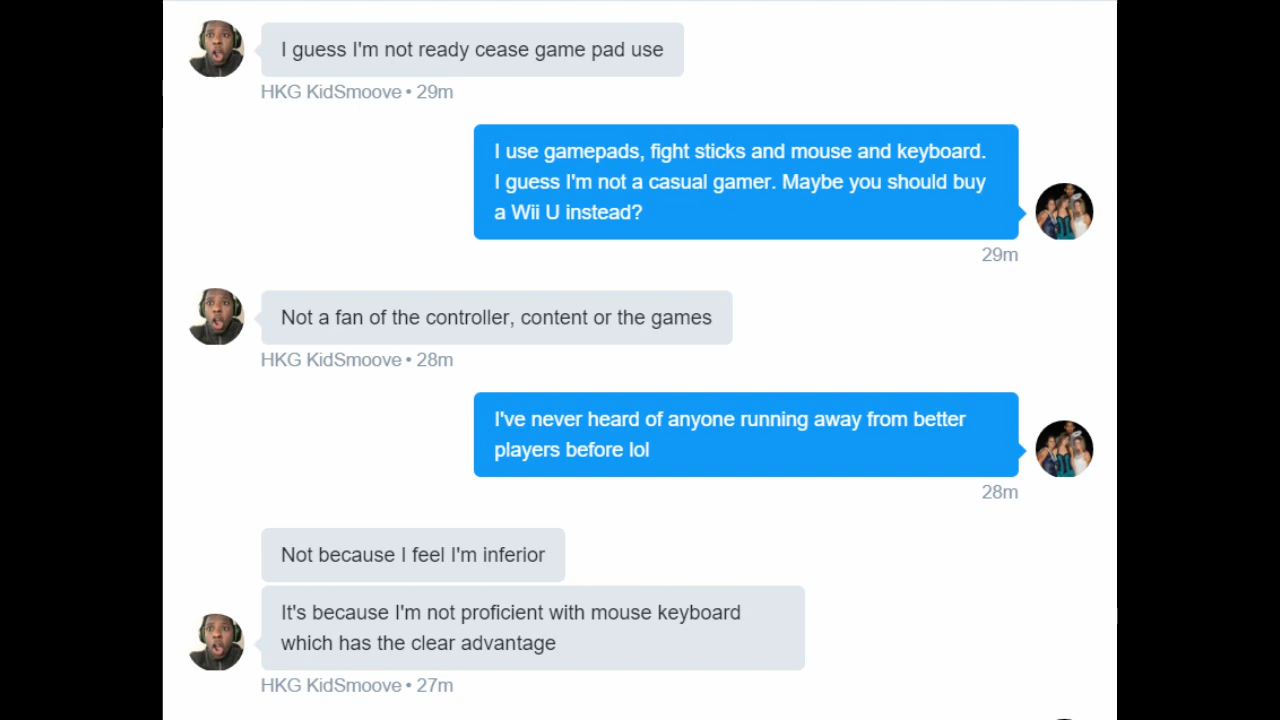 I guess I'm not ready cease game pad use
HKG KidSmoove • 29m
I use gamepads, fight sticks and mouse and keyboard.
I guess I'm not a casual gamer. Maybe you should buy
a Wii U instead?
29m
Not a fan of the controller, content or the games
HKG KidSmoove • 28m
I've never heard of anyone running away from better
players before lol
28m
Not because I feel I'm inferior
It's because I'm not proficient with mouse keyboard
which has the clear advantage
HKG KidSmoove • 27m